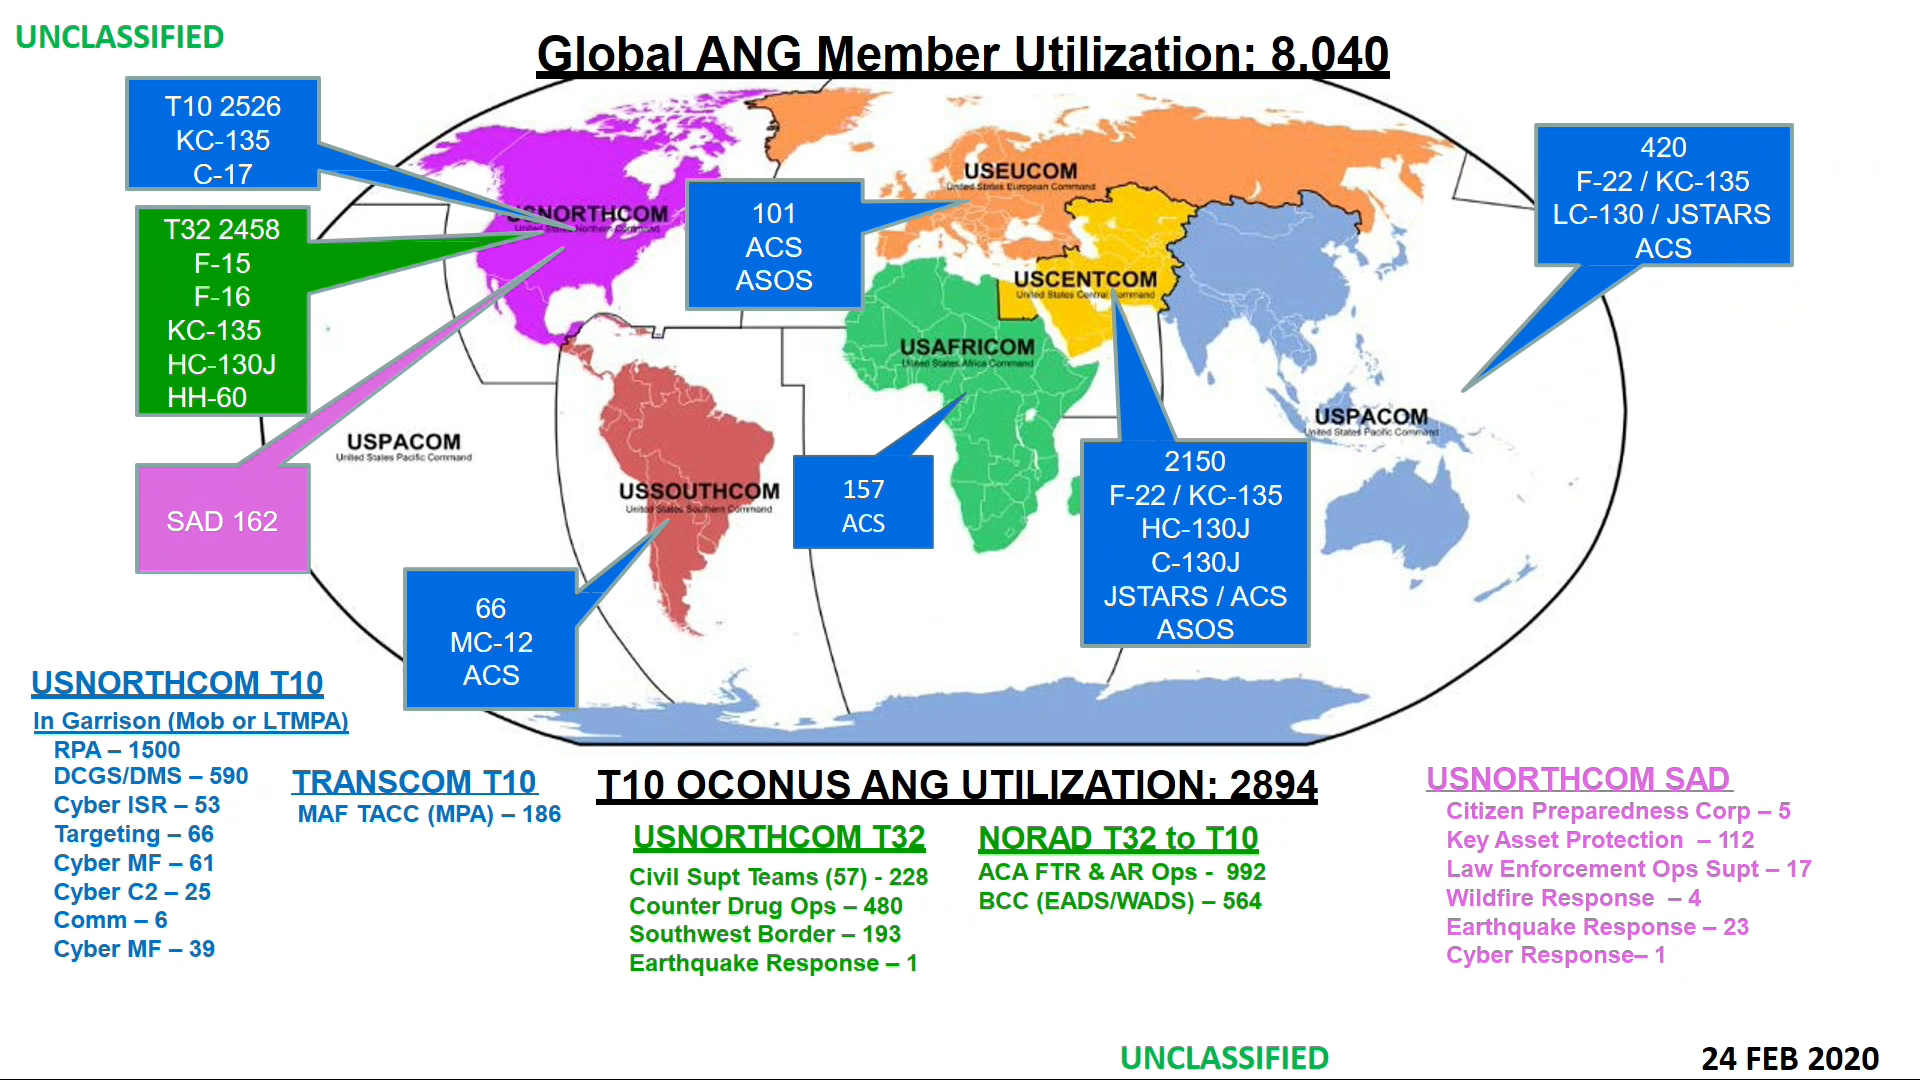 UNCLASSIFIED
Global ANG Member Utilization: 8,040
T10 2526
KC-135
C-17
T32 2458
F-15
F-16
KC-135
HC-130J
HH-60
SAD 162
USNORTHCOM
United States Northern Command
101
ACS
ASOS
USEUCOM
United States European Command
USCENTCOM
United States Central Command
USAFRICOM
United States Africa Command
420
F-22 / KC-135
LC-130 / JSTARS
ACS
USPACOM
United States Pacific Command
USPACOM
United States Pacific Command
USSOUTHCOM
United States Southern Command
157
ACS
2150
F-22 / KC-135
HC-130J
C-130J
JSTARS / ACS
ASOS
66
MC-12
ACS
USNORTHCOM T10
In Garrison (Mob or LTMPA)
RPA – 1500
DCGS/DMS – 590
Cyber ISR – 53
Targeting – 66
Cyber MF – 61
Cyber C2 – 25
Comm – 6
Cyber MF – 39
TRANSCOM T10
MAF TACC (MPA) – 186
T10 OCONUS ANG UTILIZATION: 2894
USNORTHCOM T32
Civil Supt Teams (57) - 228
Counter Drug Ops – 480
Southwest Border – 193
Earthquake Response – 1
NORAD T32 to T10
ACA FTR & AR Ops - 992
BCC (EADS/WADS) – 564
USNORTHCOM SAD
Citizen Preparedness Corp – 5
Key Asset Protection – 112
Law Enforcement Ops Supt – 17
Wildfire Response – 4
Earthquake Response – 23
Cyber Response– 1
UNCLASSIFIED
24 FEB 2020